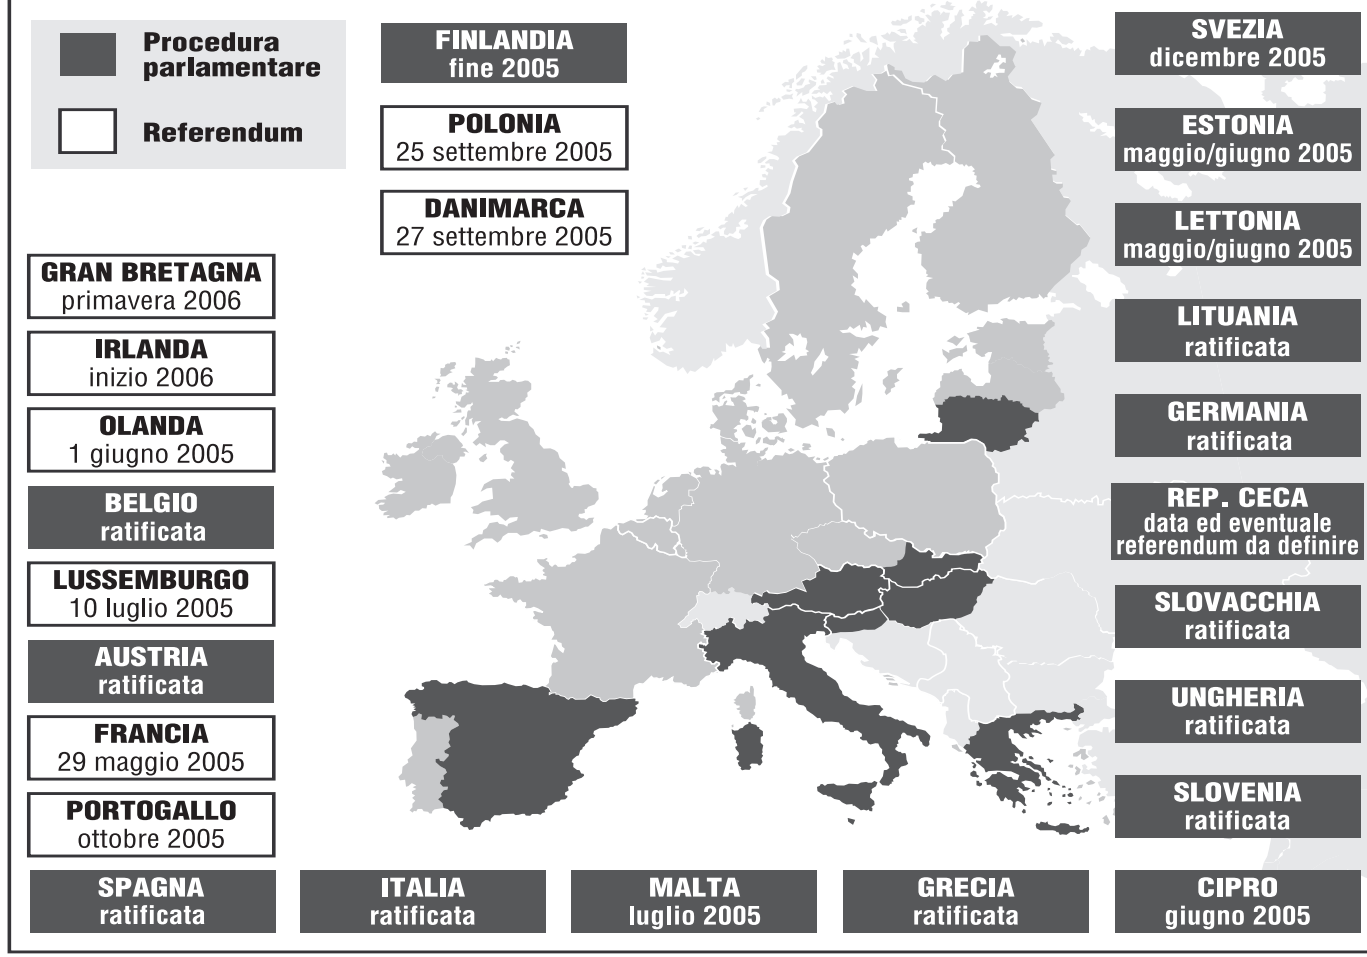 Procedura
parlamentare
Referendum
FINLANDIA
fine 2005
POLONIA
25 settembre 2005
DANIMARCA
27 settembre 2005
GRAN BRETAGNA
primavera 2006
IRLANDA
inizio 2006
OLANDA
1 giugno 2005
BELGIO
ratificata
LUSSEMBURGO
10 luglio 2005
AUSTRIA
ratificata
FRANCIA
29 maggio 2005
PORTOGALLO
ottobre 2005
SPAGNA
ratificata
ITALIA
ratificata
MALTA
luglio 2005
GRECIA
ratificata
SVEZIA
dicembre 2005
ESTONIA
maggio/giugno 2005
LETTONIA
maggio/giugno 2005
LITUANIA
ratificata
GERMANIA
ratificata
REP. CECA
data ed eventuale
referendum da definire
SLOVACCHIA
ratificata
UNGHERIA
ratificata
SLOVENIA
ratificata
CIPRO
giugno 2005